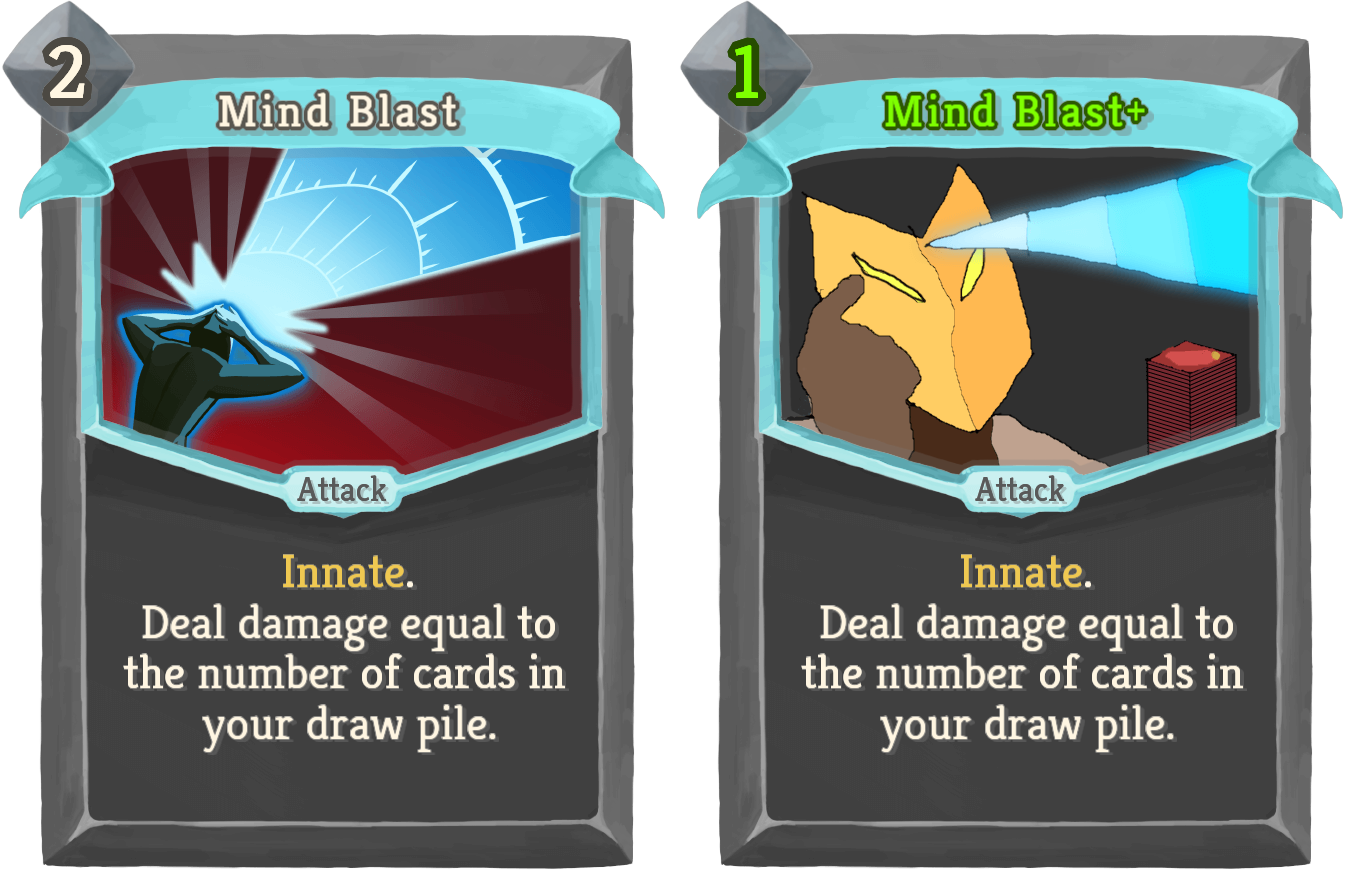 2
Mind Blast
Attack
Innate.
Deal damage equal to
the number of cards in
your draw pile.
1
Mind Blast+
Attack
Innate.
Deal damage equal to
the number of cards in
your draw pile.